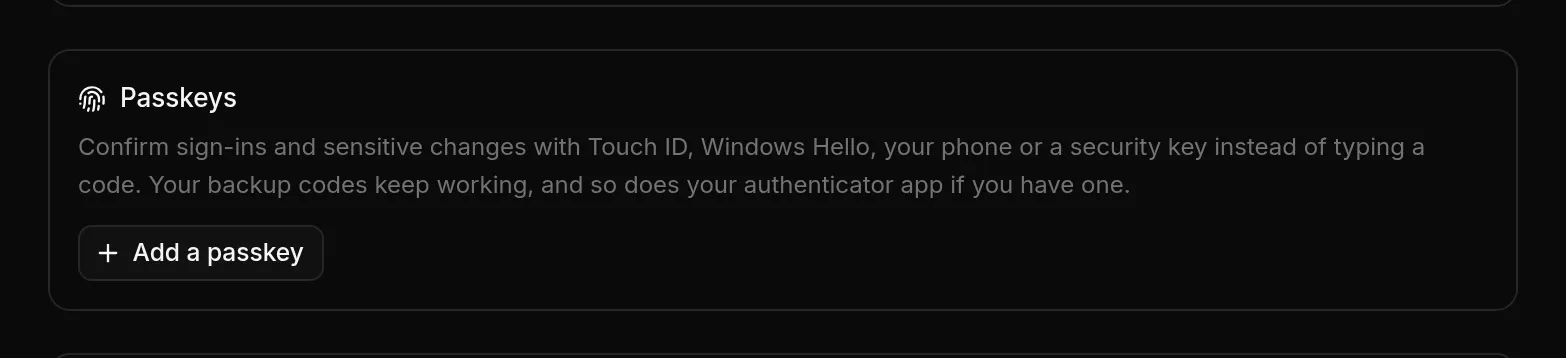 Passkeys
Confirm sign-ins and sensitive changes with Touch ID, Windows Hello, your phone or a security key instead of typing a
code. Your backup codes keep working, and so does your authenticator app if you have one.
Add a passkey